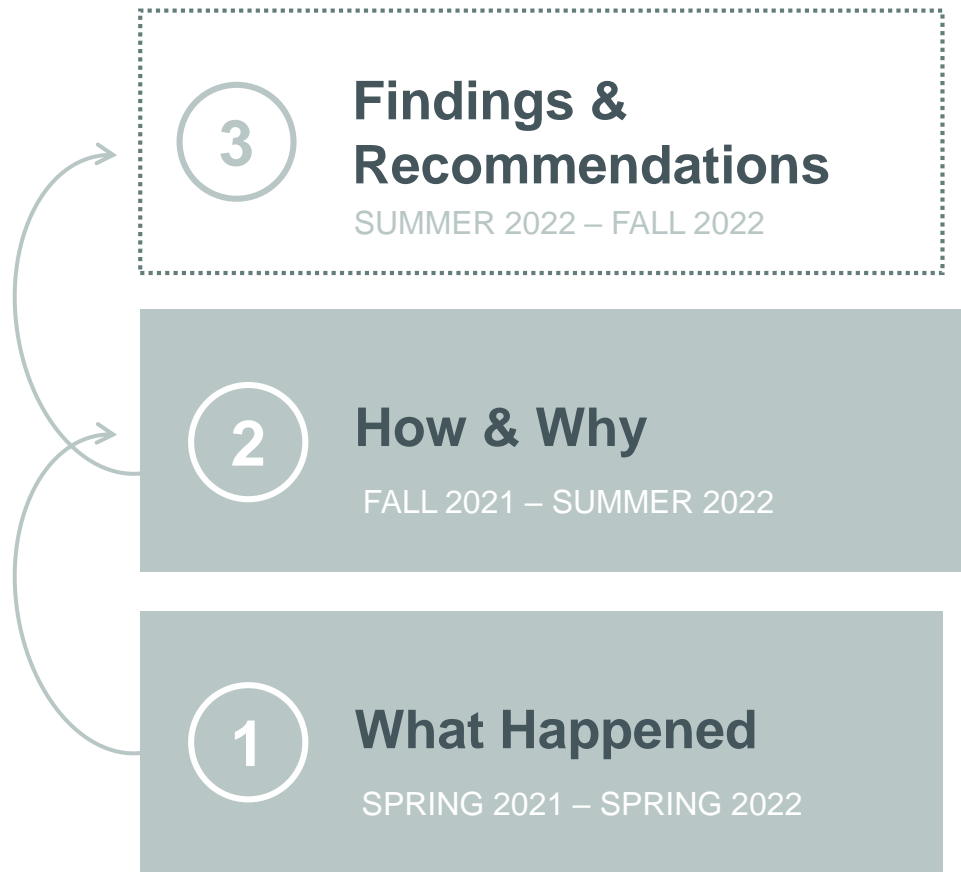 3
Findings &
Recommendations
SUMMER 2022 – FALL 2022
2
How & Why
FALL 2021 – SUMMER 2022
1
What Happened
SPRING 2021 – SPRING 2022